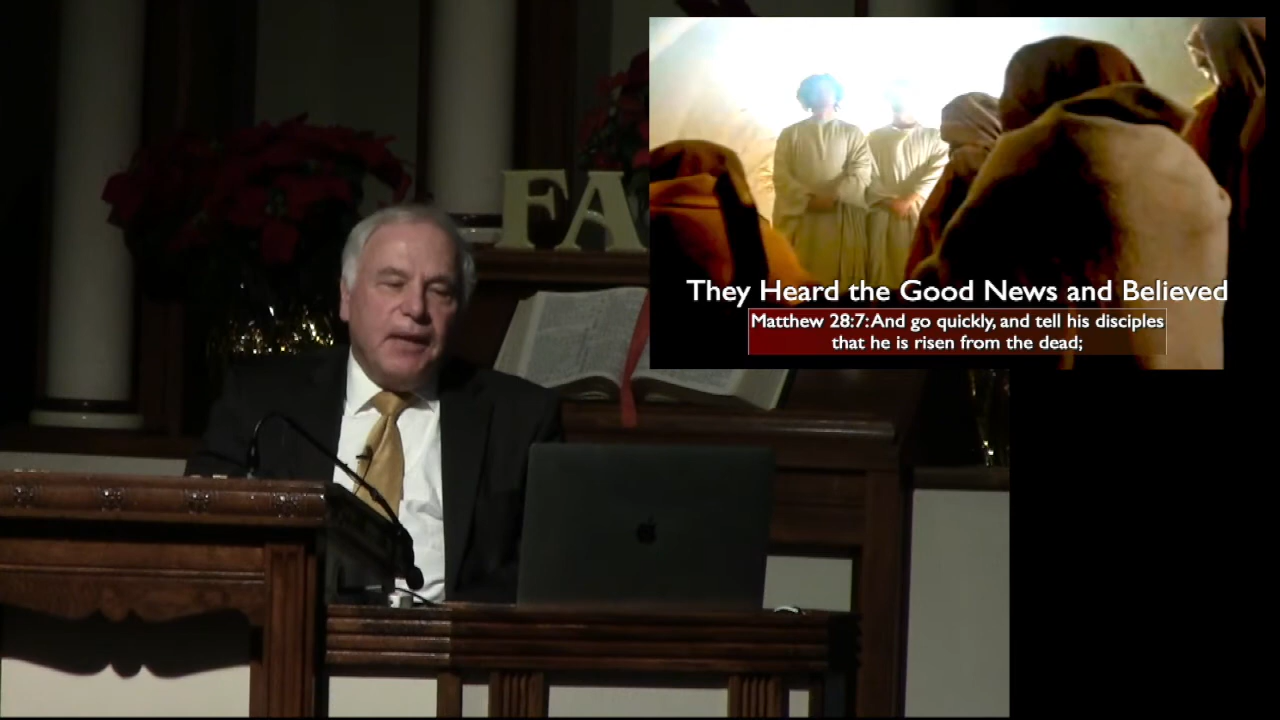 FA
They Heard the Good News and Believed
Matthew 28:7: And go quickly, and tell his disciples
that he is risen from the dead;